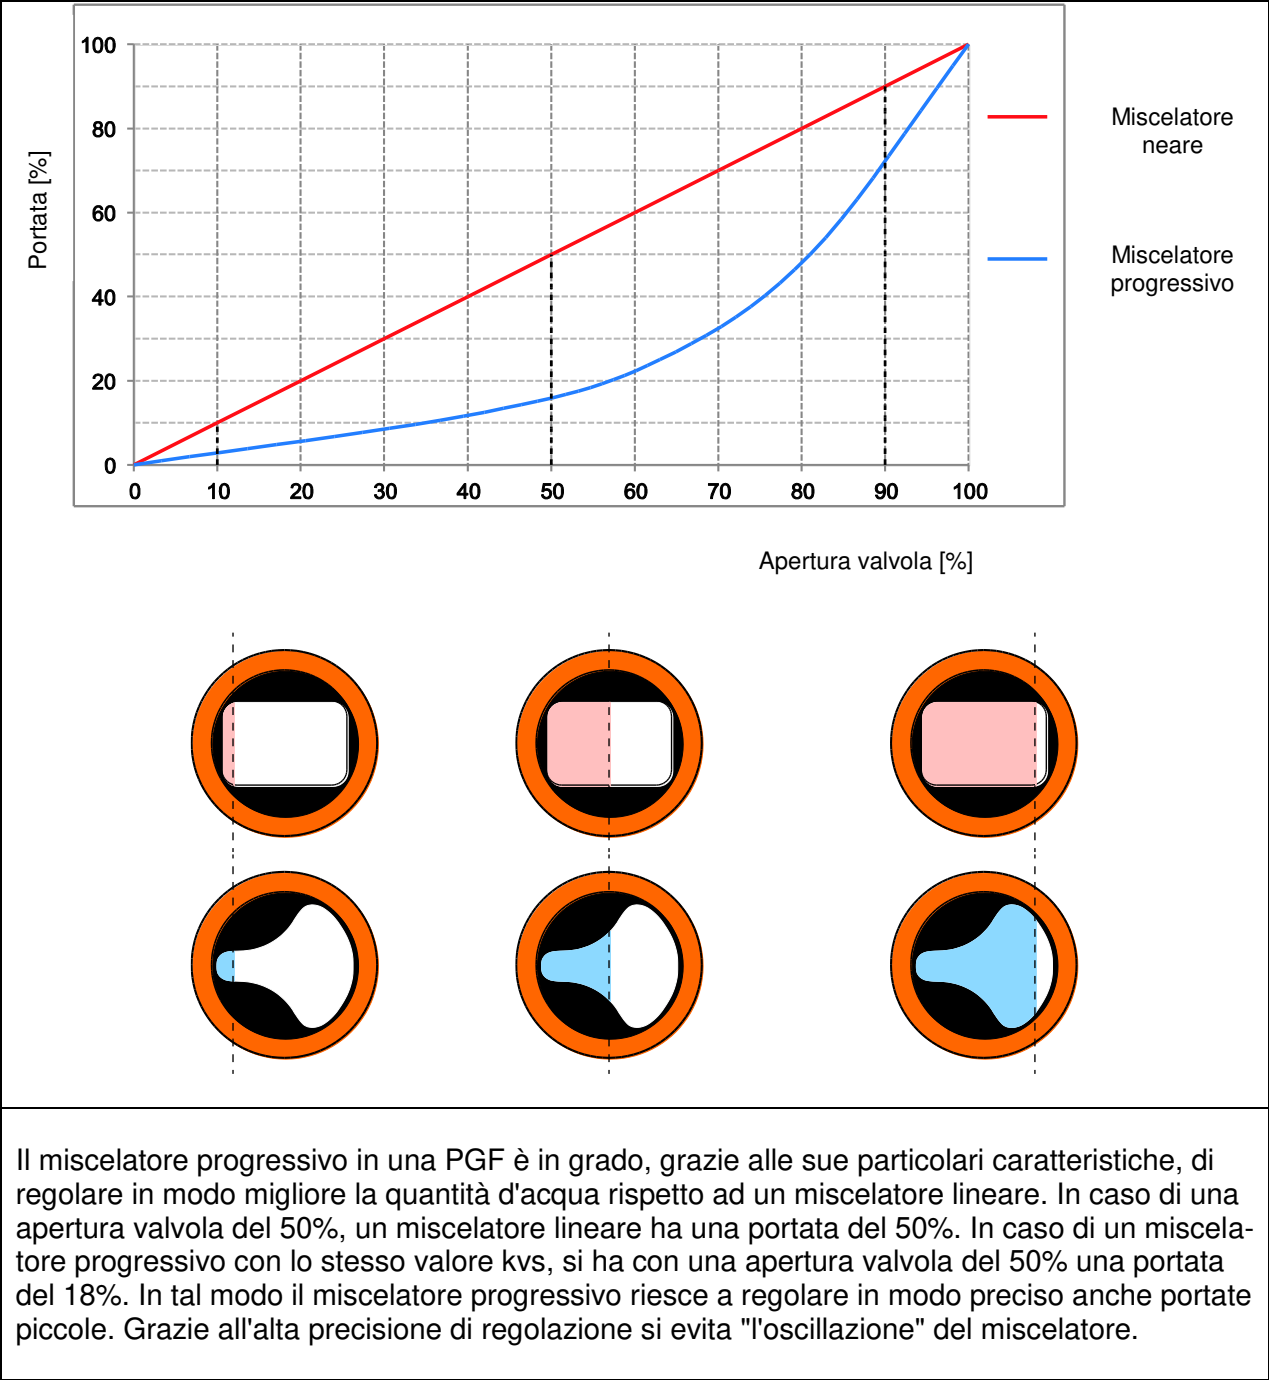 100
80
60
40
20
0
Portata [%]
0 10 20 30 40 50 60 70 80 90 100
Apertura valvola [%]
Miscelatore
neare
Miscelatore
progressivo
Il miscelatore progressivo in una PGF è in grado, grazie alle sue particolari caratteristiche, di
regolare in modo migliore la quantità d'acqua rispetto ad un miscelatore lineare. In caso di una
apertura valvola del 50%, un miscelatore lineare ha una portata del 50%. In caso di un miscela-
tore progressivo con lo stesso valore kvs, si ha con una apertura valvola del 50% una portata
del 18%. In tal modo il miscelatore progressivo riesce a regolare in modo preciso anche portate
piccole. Grazie all'alta precisione di regolazione si evita "l'oscillazione" del miscelatore.